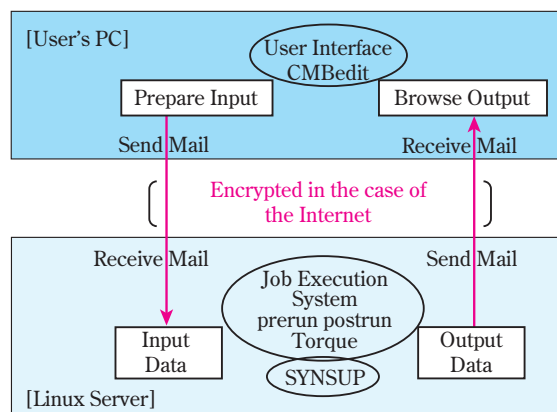 [User's PC]
User Interface
CMBedit
Prepare Input
Browse Output
Send Mail
Receive Mail
Encrypted in the case of
the Internet
Receive Mail
Send Mail
Job Execution
System
prerun postrun
Torque
Input
Data
Output
Data
SYNSUP
[Linux Server]